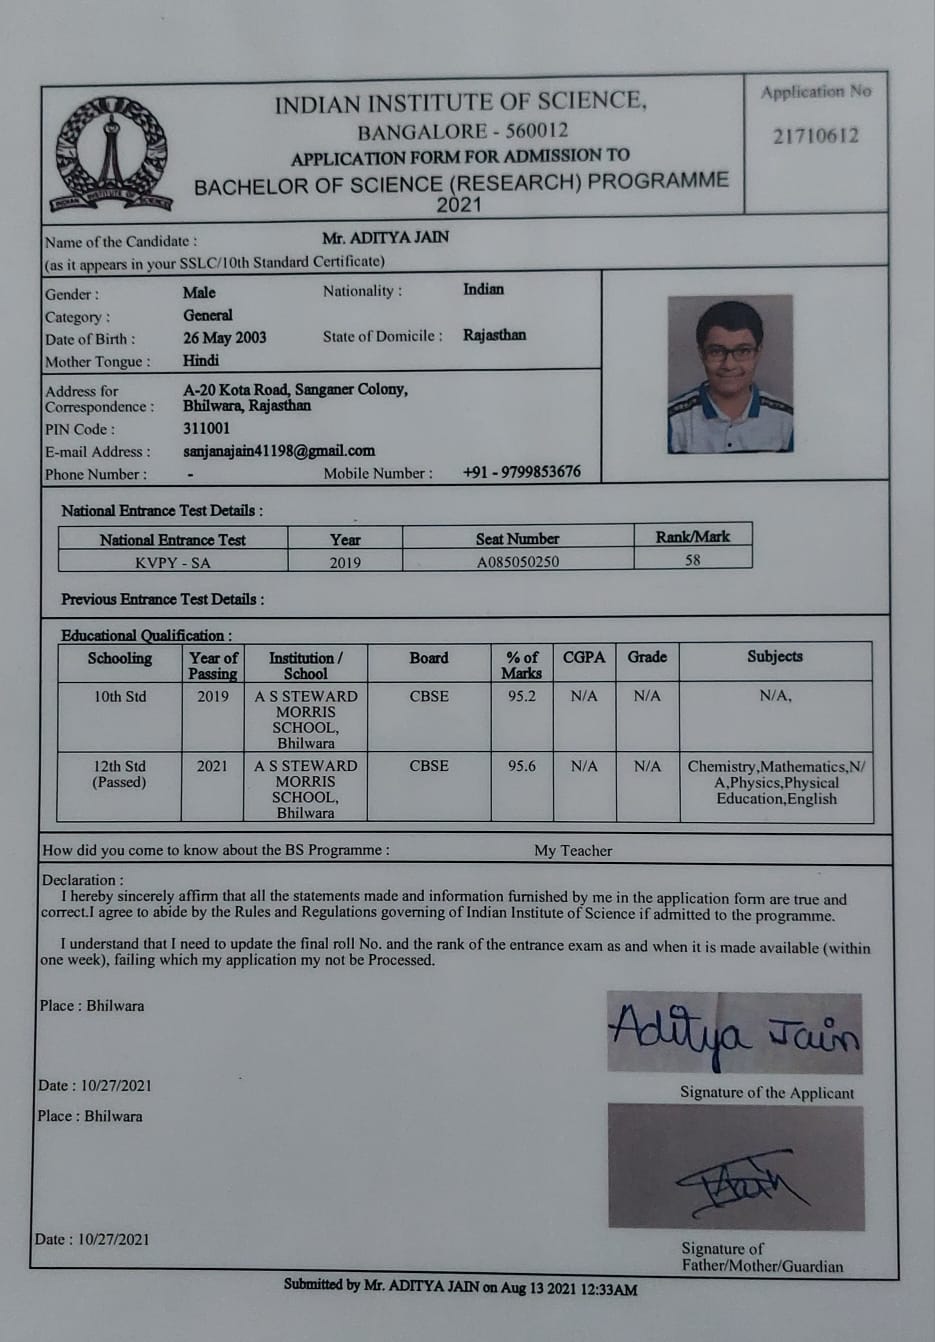 INDIAN INSTITUTE OF SCIENCE,
BANGALORE - 560012
APPLICATION FORM FOR ADMISSION TO
BACHELOR OF SCIENCE (RESEARCH) PROGRAMME
2021
Application No
21710612
INDIAN INSTITUTE OF SCIENCE
Name of the Candidate : Mr. ADITYA JAIN
(as it appears in your SSLC/10th Standard Certificate)
Gender : Male Nationality : Indian
Category : General
Date of Birth : 26 May 2003 State of Domicile : Rajasthan
Mother Tongue : Hindi
Address for A-20 Kota Road, Sanganer Colony,
Correspondence : Bhilwara, Rajasthan
PIN Code : 311001
E-mail Address : sanjanajain41198@gmail.com
Phone Number : - Mobile Number : +91 - 9799853676
National Entrance Test Details :
National Entrance Test Year Seat Number Rank/Mark
KVPY - SA 2019 A085050250 58
Previous Entrance Test Details :
Educational Qualification :
Schooling Year of Passing Institution / School Board % of Marks CGPA Grade Subjects
10th Std 2019 A S STEWARD CBSE 95.2 N/A N/A N/A,
MORRIS
SCHOOL,
Bhilwara
12th Std 2021 A S STEWARD CBSE 95.6 N/A N/A Chemistry,Mathematics,N/
(Passed) MORRIS A,Physics,Physical
SCHOOL, Education,English
Bhilwara
How did you come to know about the BS Programme : My Teacher
Declaration :
I hereby sincerely affirm that all the statements made and information furnished by me in the application form are true and
correct.I agree to abide by the Rules and Regulations governing of Indian Institute of Science if admitted to the programme.
I understand that I need to update the final roll No. and the rank of the entrance exam as and when it is made available (within
one week), failing which my application my not be Processed.
Place : Bhilwara
Aditya Jain
Date : 10/27/2021
Signature of the Applicant
Place : Bhilwara
Date : 10/27/2021
Signature of
Father/Mother/Guardian
Submitted by Mr. ADITYA JAIN on Aug 13 2021 12:33AM